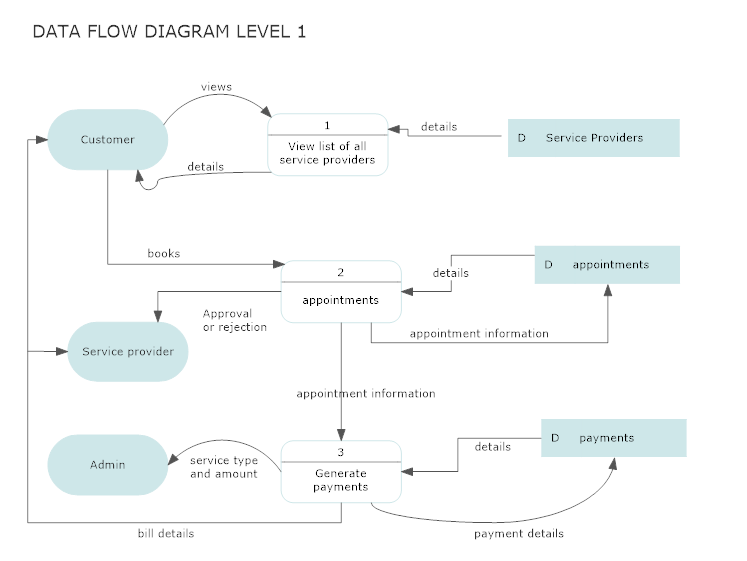 DATA FLOW DIAGRAM LEVEL 1
views
Customer
1
View list of all
service providers
details
D Service Providers
details
books
2
appointments
details
D appointments
Approval
or rejection
appointment information
Service provider
appointment information
Admin
service type
and amount
3
Generate
payments
details
D payments
bill details
payment details